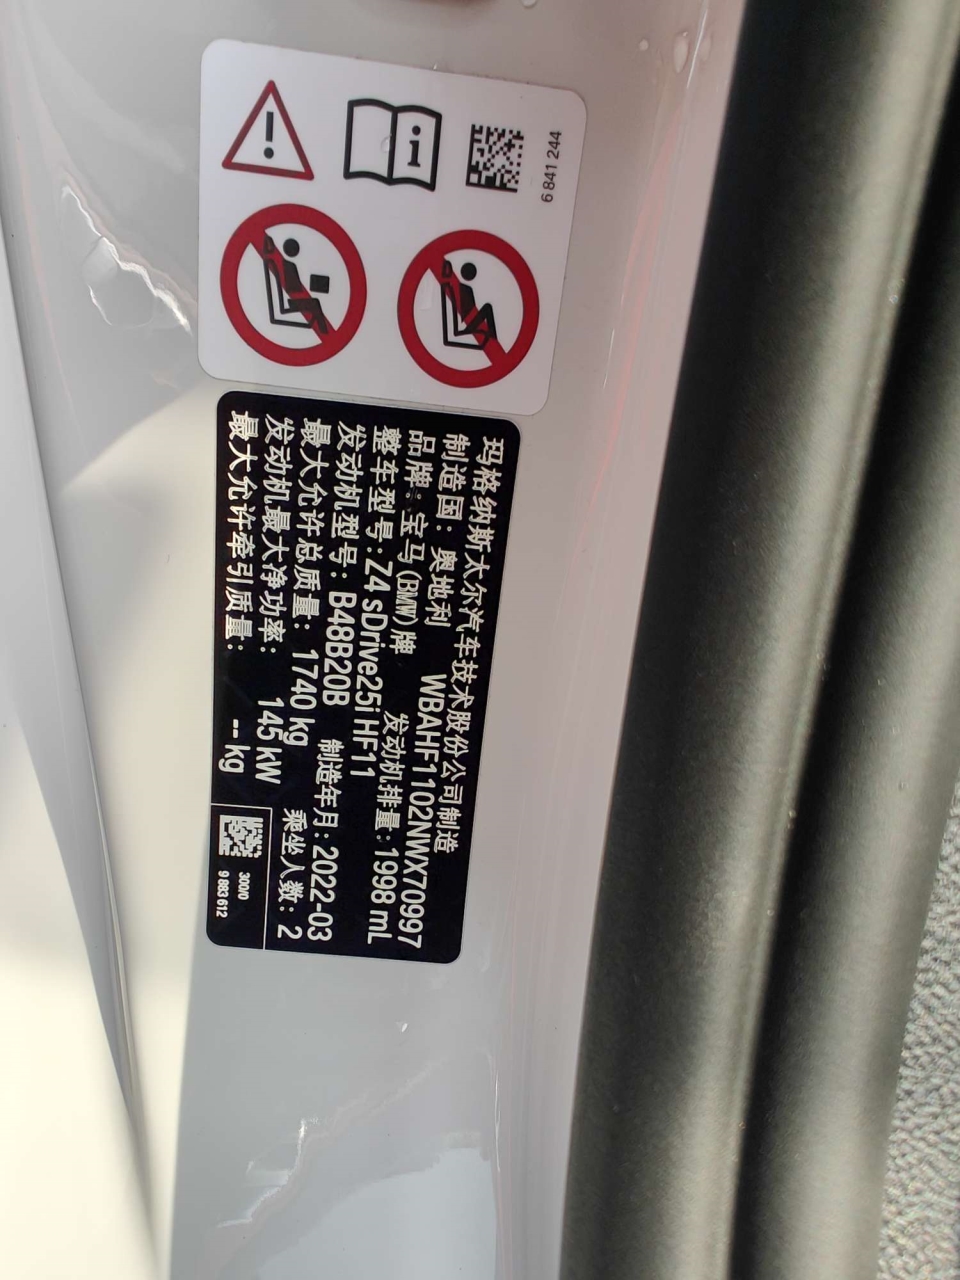 6 841 244
玛格纳斯太尔汽车技术股份公司制造
制造国：奥地利 WBAHF1102NWX70997
品牌：宝马(BMW)牌 发动机排量：1998 mL
整车型号：Z4 sDrive25i HF11
发动机型号：B48B20B 制造年月：2022-03
最大允许总质量：1740 kg 乘坐人数：2
发动机最大净功率：145 kW
最大允许牵引质量：-- kg
300/0
9 883 612